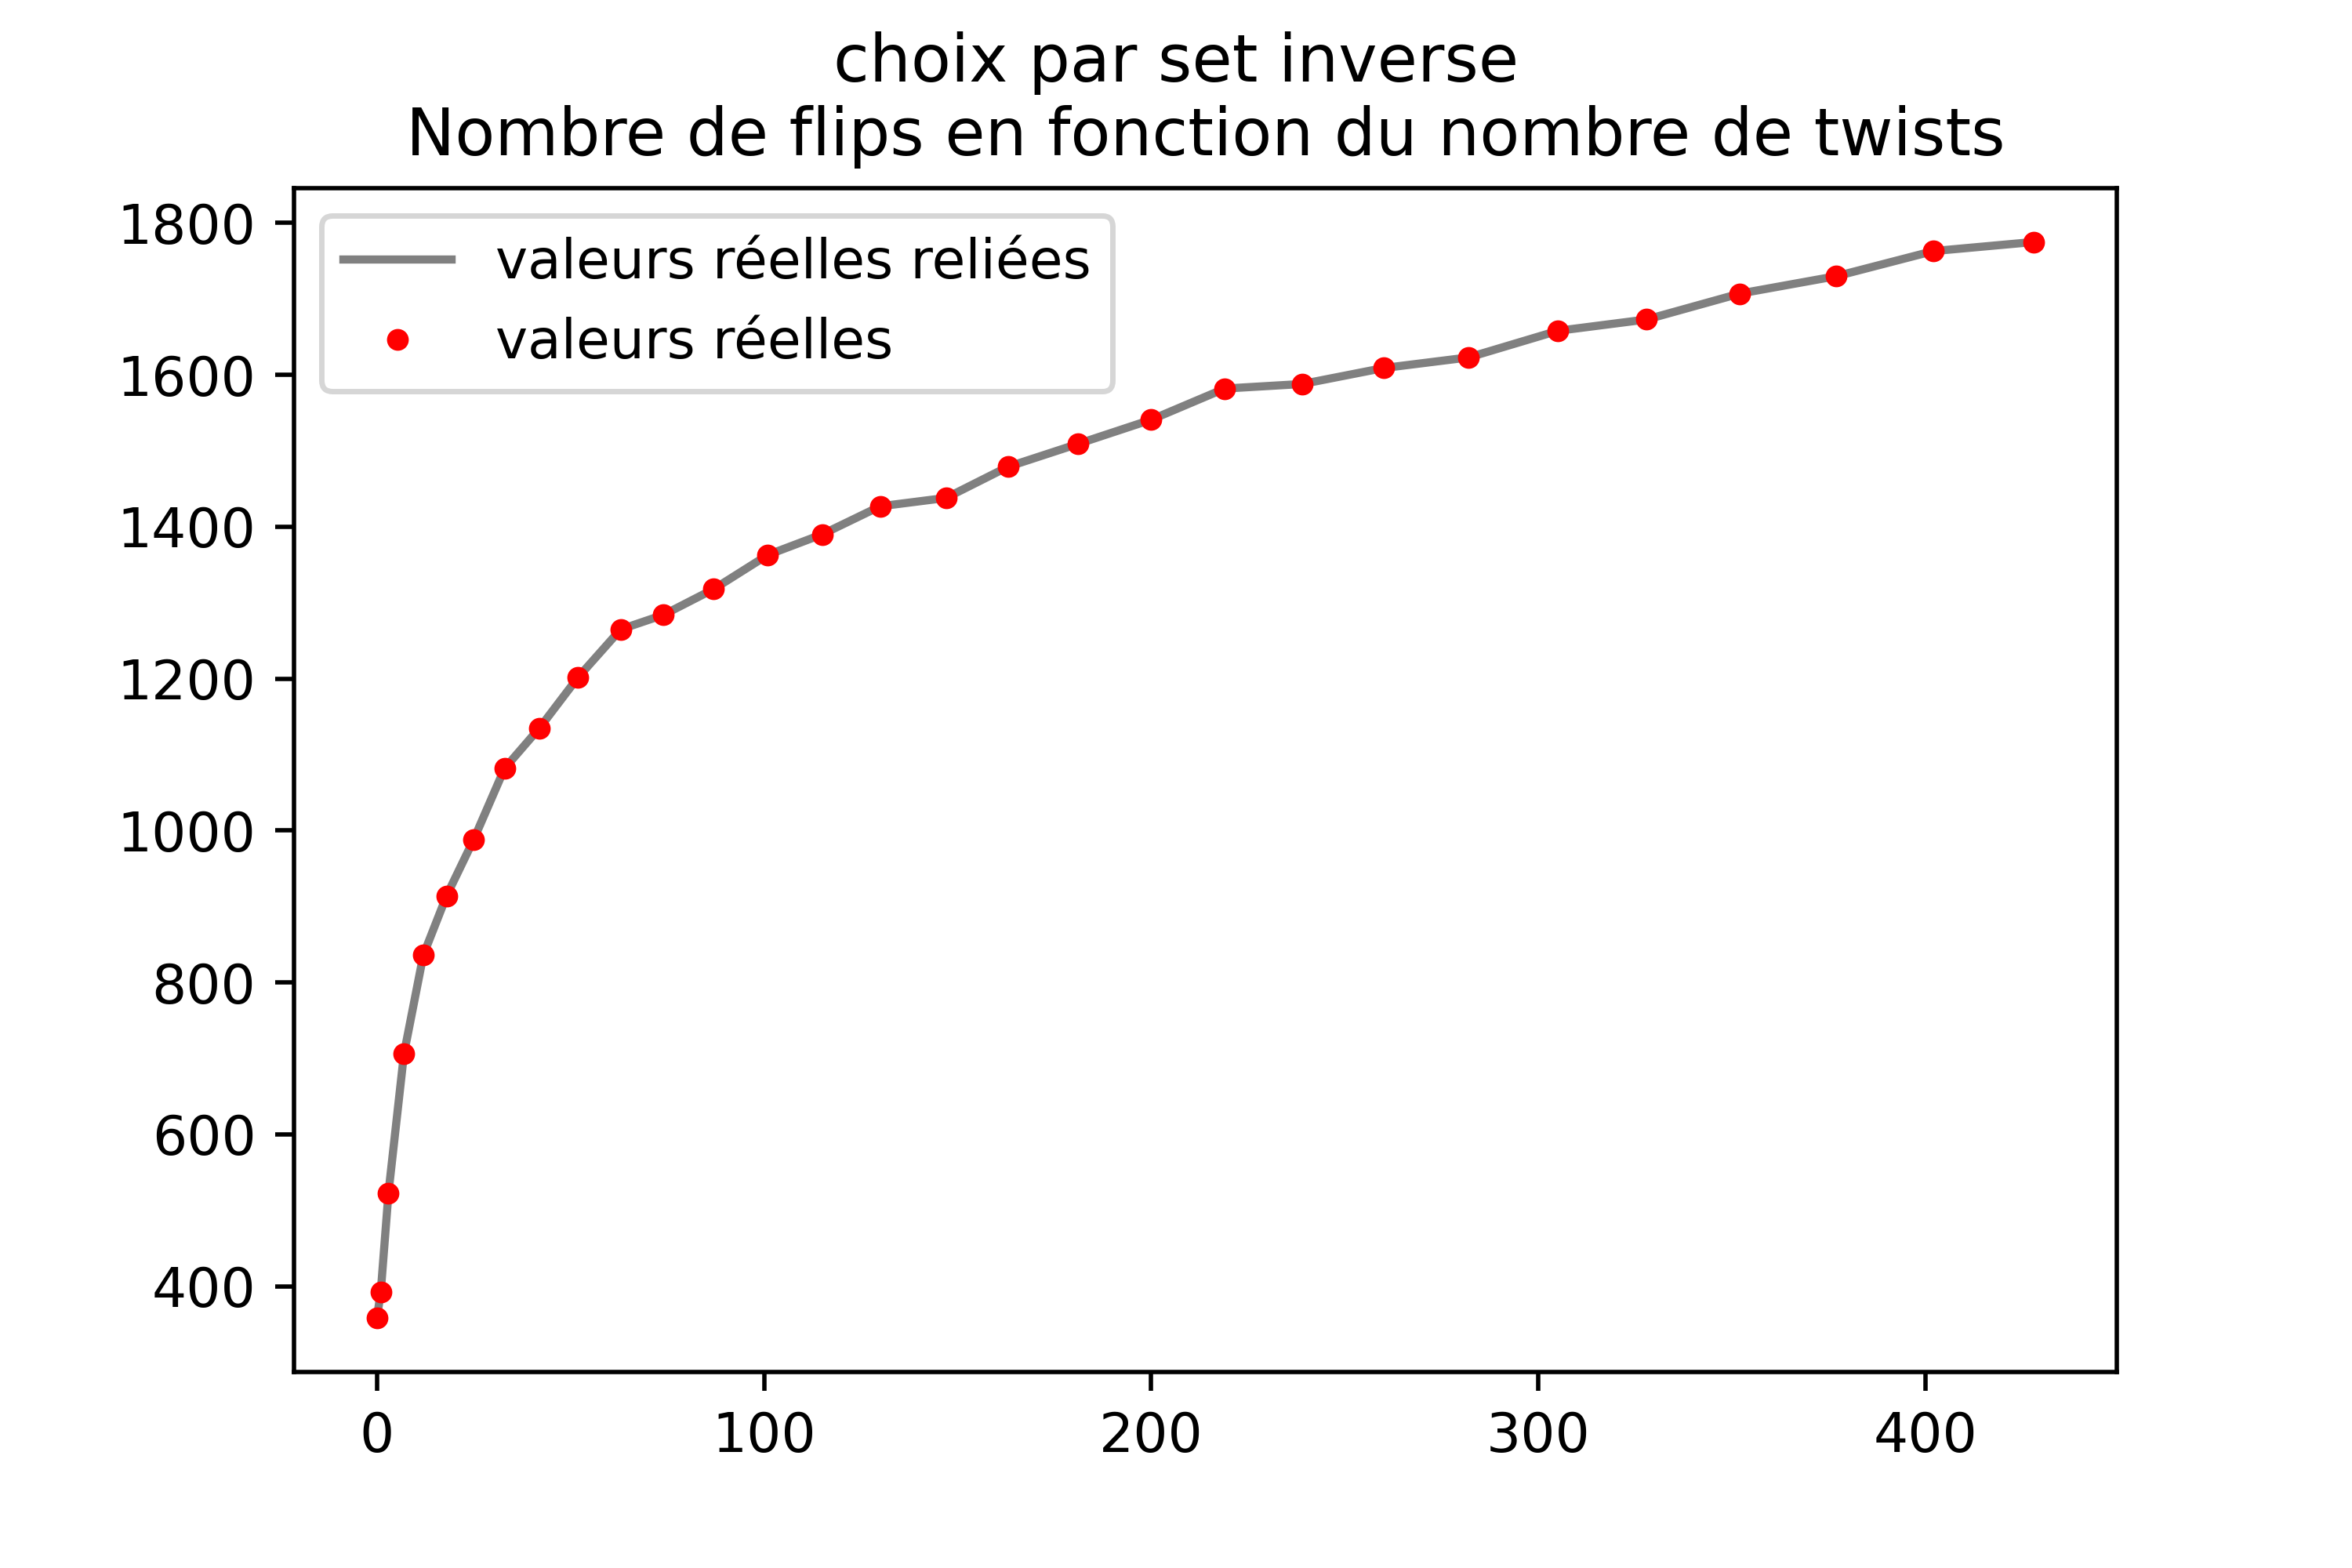 choix par set inverse
Nombre de flips en fonction du nombre de twists
valeurs réelles reliées
valeurs réelles
1800
1600
1400
1200
1000
800
600
400
0 100 200 300 400